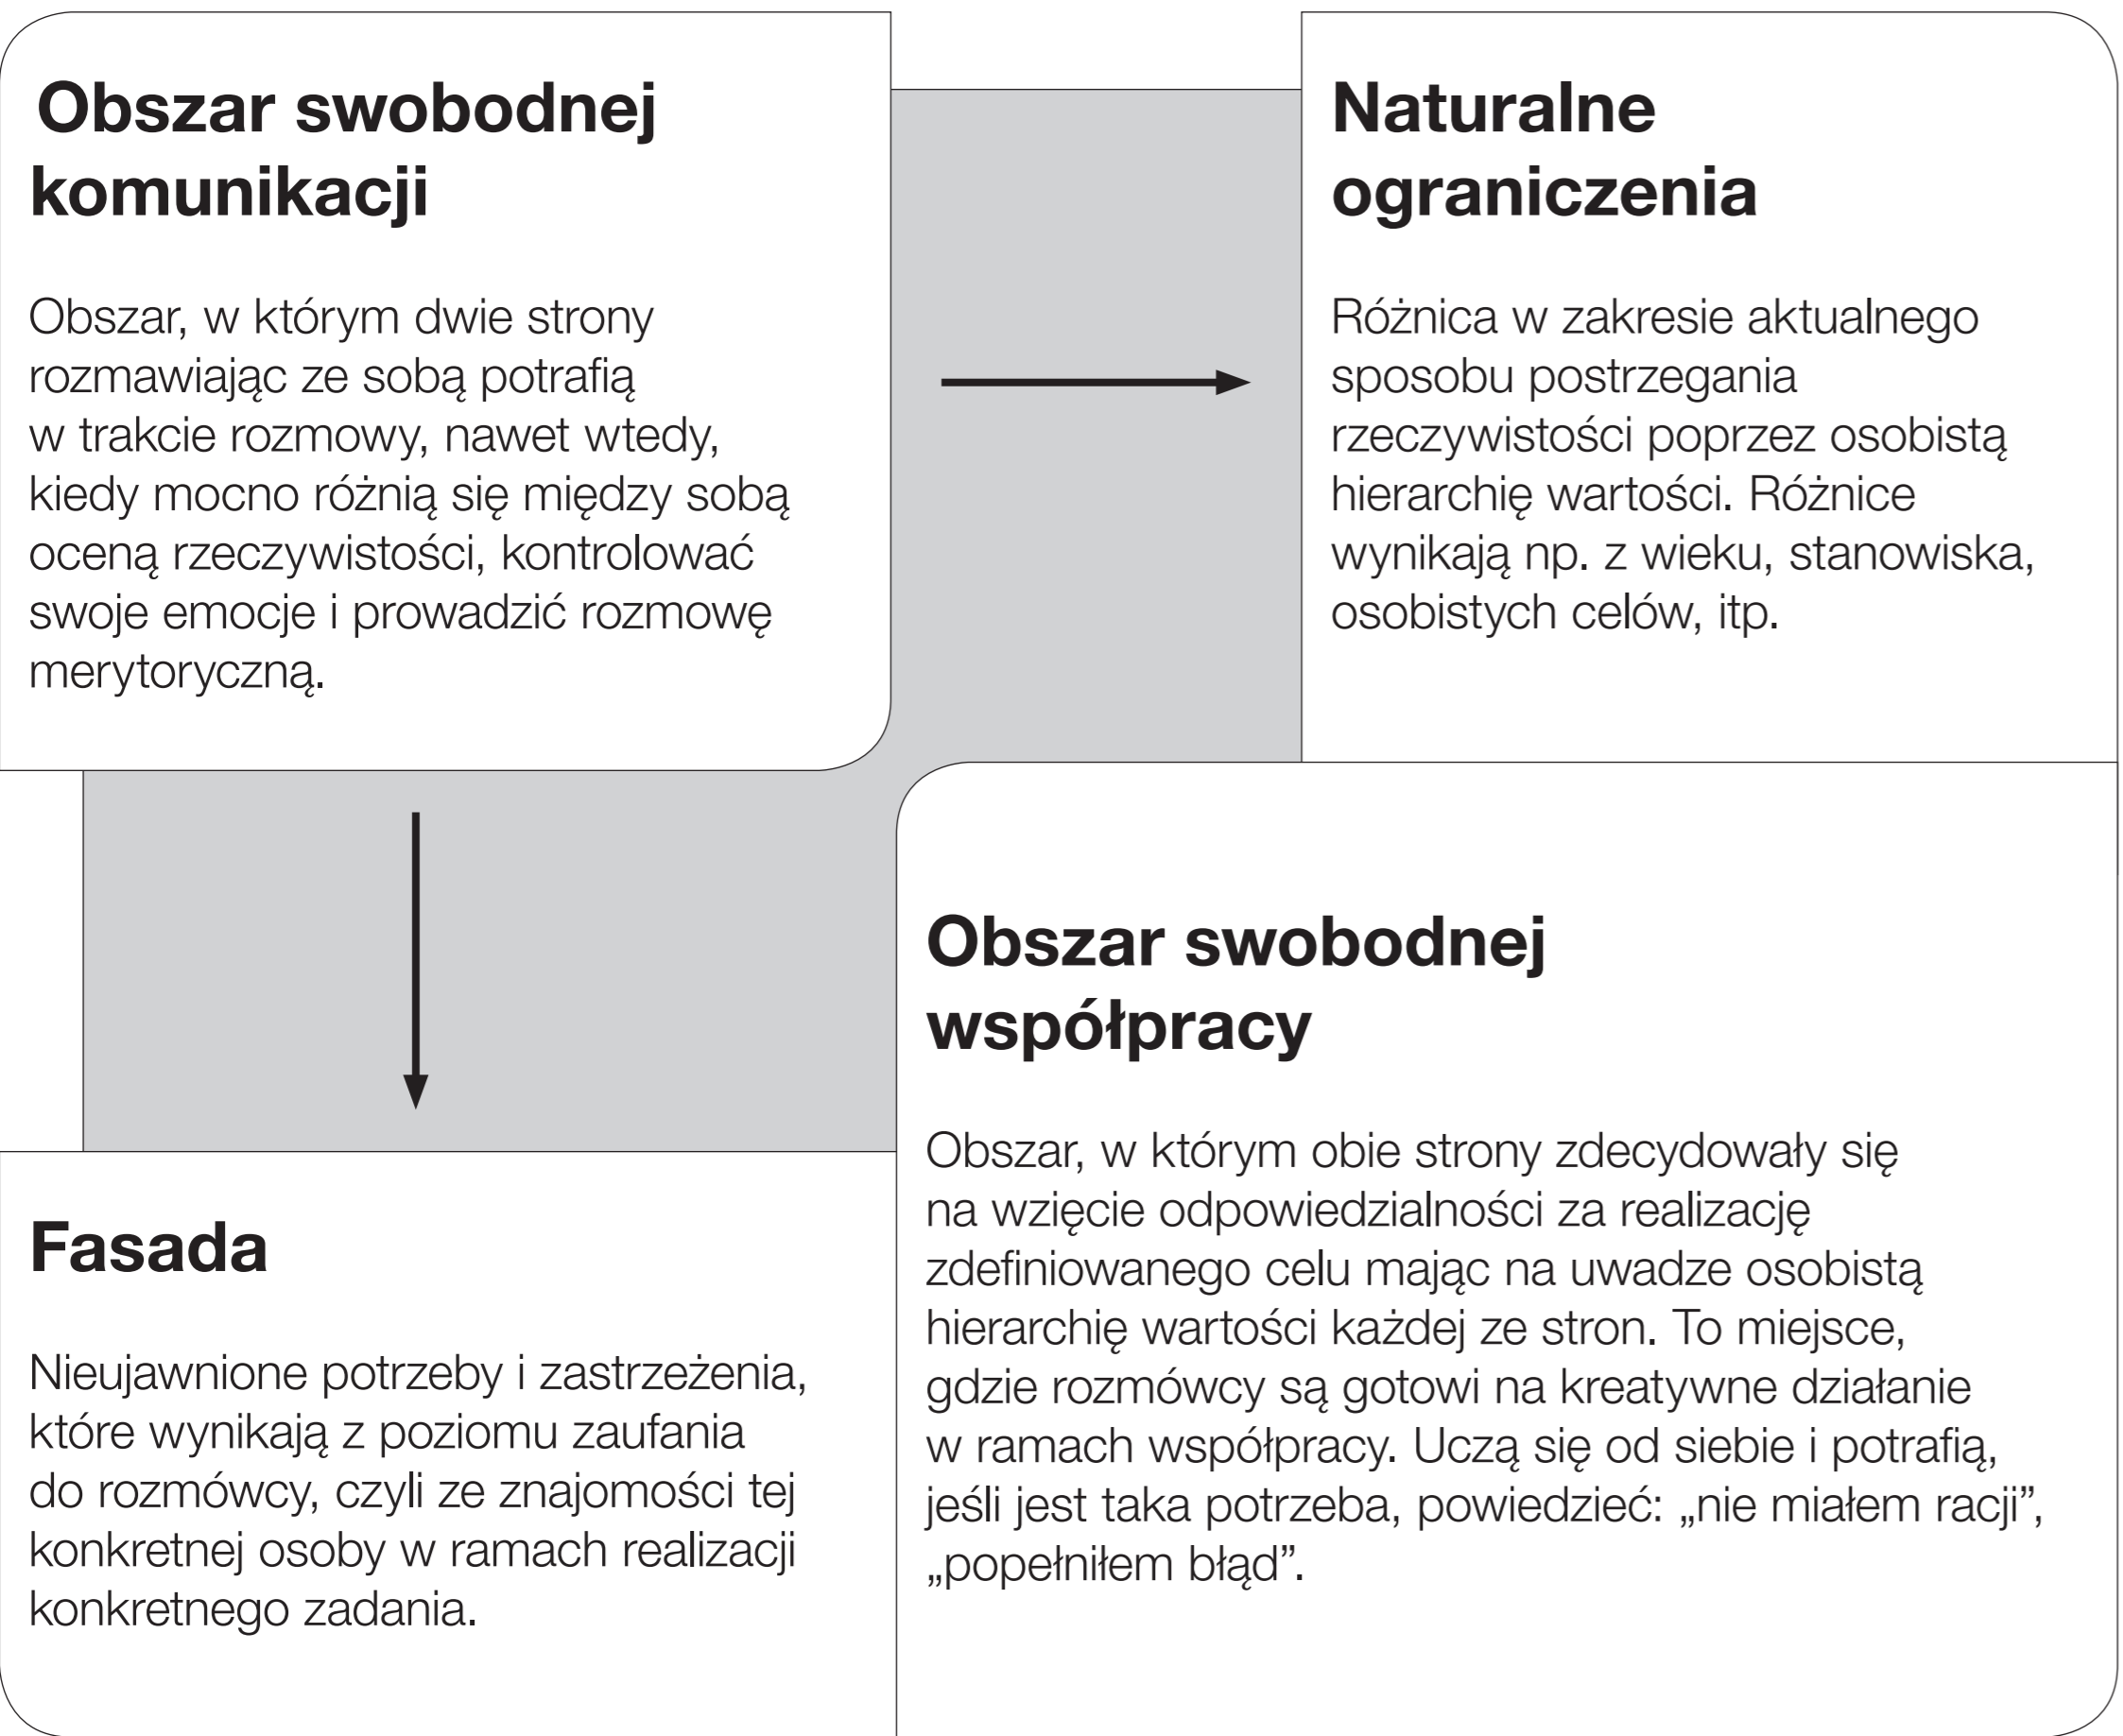 Obszar swobodnej
komunikacji
Obszar, w którym dwie strony
rozmawiając ze sobą potrafią
w trakcie rozmowy, nawet wtedy,
kiedy mocno różnią się między sobą
oceną rzeczywistości, kontrolować
swoje emocje i prowadzić rozmowę
merytoryczną.
Naturalne
ograniczenia
Różnica w zakresie aktualnego
sposobu postrzegania
rzeczywistości poprzez osobistą
hierarchię wartości. Różnice
wynikają np. z wieku, stanowiska,
osobistych celów, itp.
Fasada
Nieujawnione potrzeby i zastrzeżenia,
które wynikają z poziomu zaufania
do rozmówcy, czyli ze znajomości tej
konkretnej osoby w ramach realizacji
konkretnego zadania.
Obszar swobodnej
współpracy
Obszar, w którym obie strony zdecydowały się
na wzięcie odpowiedzialności za realizację
zdefiniowanego celu mając na uwadze osobistą
hierarchię wartości każdej ze stron. To miejsce,
gdzie rozmówcy są gotowi na kreatywne działanie
w ramach współpracy. Uczą się od siebie i potrafią,
jeśli jest taka potrzeba, powiedzieć: „nie miałem racji”,
„popełniłem błąd”.